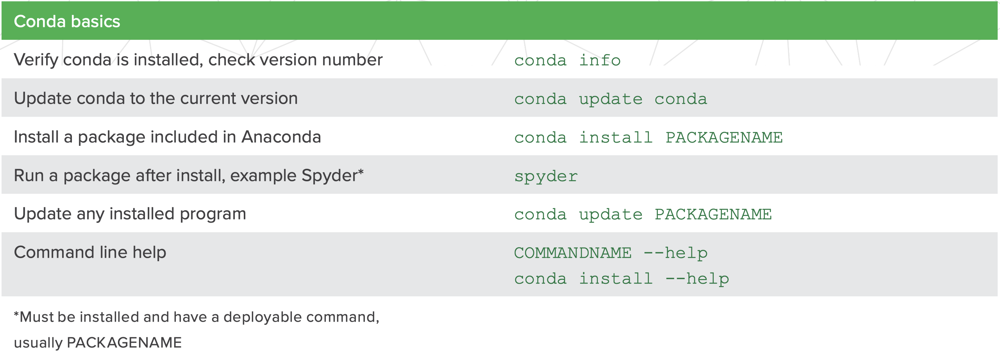 Conda basics
Verify conda is installed, check version number conda info
Update conda to the current version conda update conda
Install a package included in Anaconda conda install PACKAGENAME
Run a package after install, example Spyder* spyder
Update any installed program conda update PACKAGENAME
Command line help COMMANDNAME --help
conda install --help
*Must be installed and have a deployable command,
usually PACKAGENAME